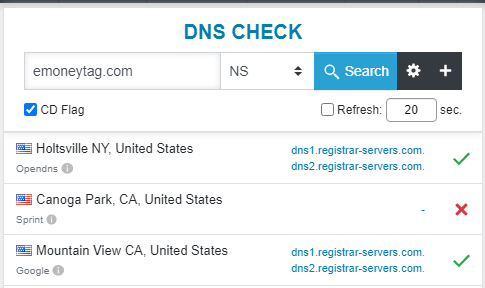 DNS CHECK
emoneytag.com NS Search
CD Flag Refresh: 20 sec.
Holtsville NY, United States
Opendns
dns1.registrar-servers.com.
dns2.registrar-servers.com.
Canoga Park, CA, United States
Sprint
-
Mountain View CA, United States
Google
dns1.registrar-servers.com.
dns2.registrar-servers.com.